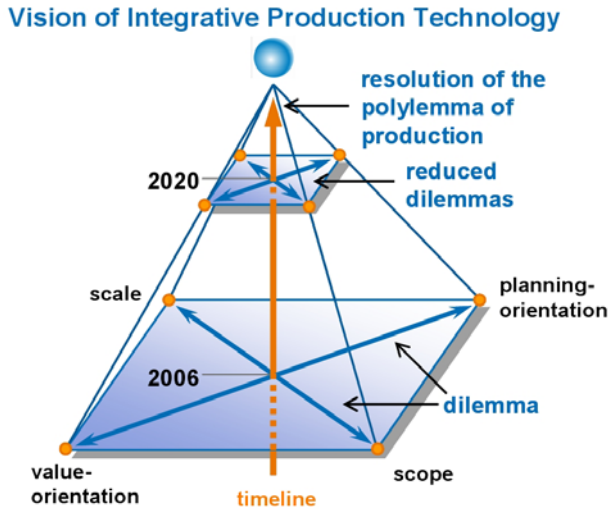 Vision of Integrative Production Technology
resolution of the
polylemma of
production
2020
reduced
dilemmas
scale
planning-
orientation
2006
dilemma
value-
orientation
scope
timeline